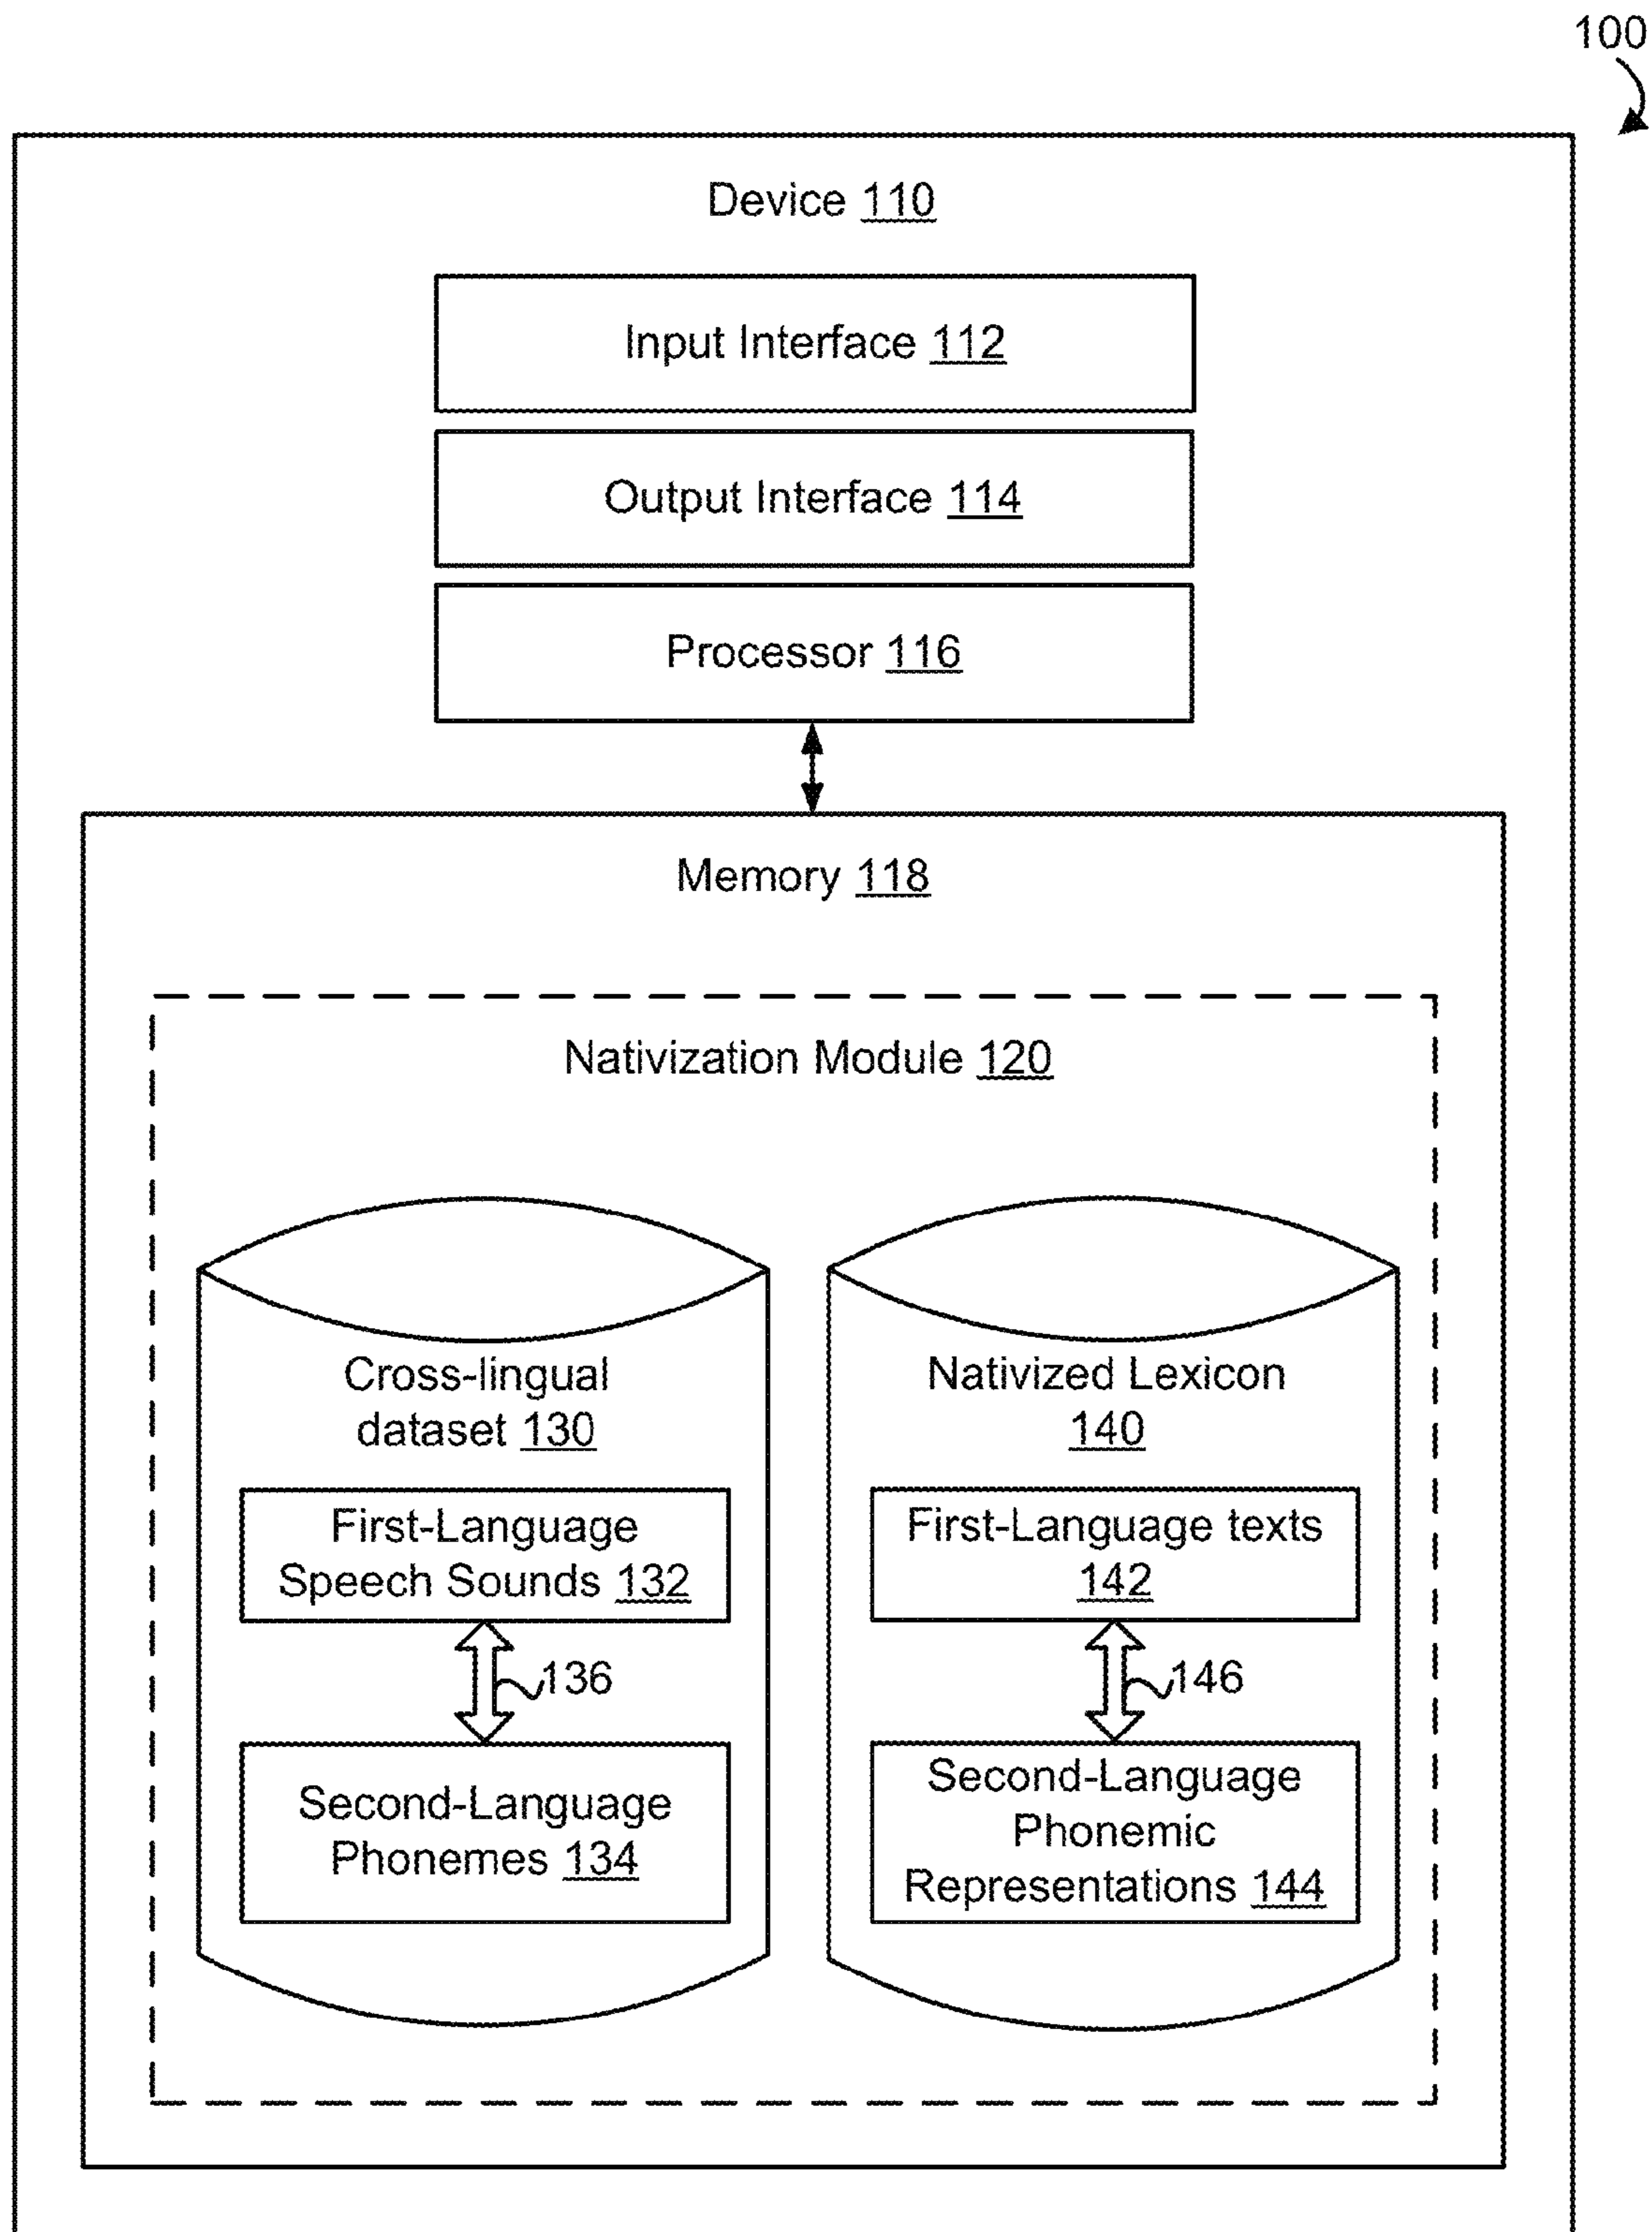 100
Device 110
Input Interface 112
Output Interface 114
Processor 116
Memory 118
Nativization Module 120
Cross-lingual
dataset 130
First-Language
Speech Sounds 132
136
Second-Language
Phonemes 134
Nativized Lexicon
140
First-Language texts
142
146
Second-Language
Phonemic
Representations 144